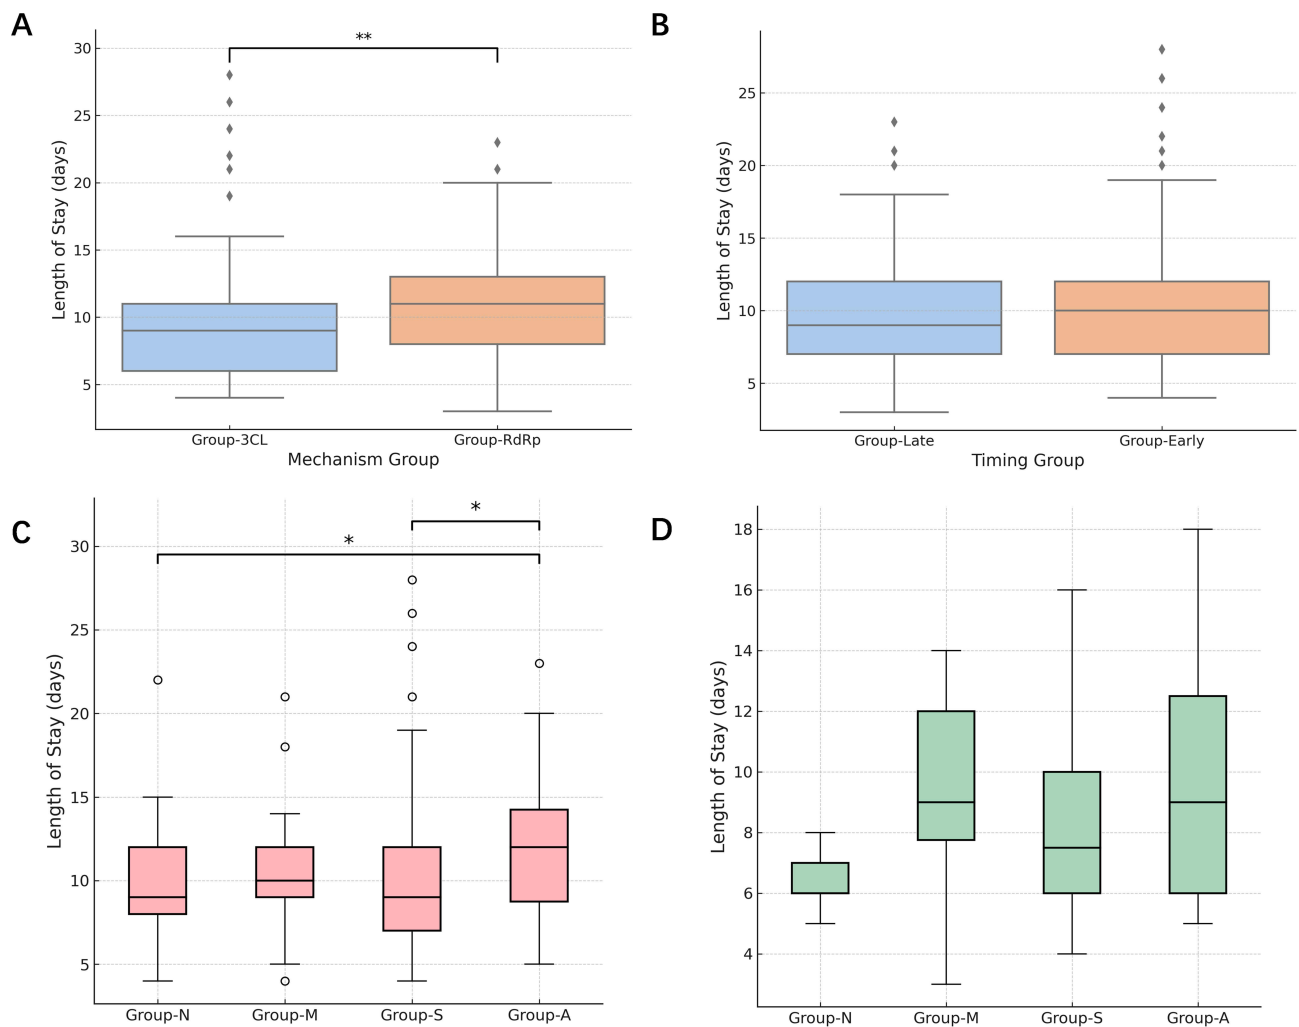 A
**
30
25
20
15
10
5
Length of Stay (days)
Group-3CL
Group-RdRp
Mechanism Group
B
25
20
15
10
5
Length of Stay (days)
Group-Late
Group-Early
Timing Group
C
*
*
30
25
20
15
10
5
Length of Stay (days)
Group-N
Group-M
Group-S
Group-A
D
18
16
14
12
10
8
6
4
Length of Stay (days)
Group-N
Group-M
Group-S
Group-A